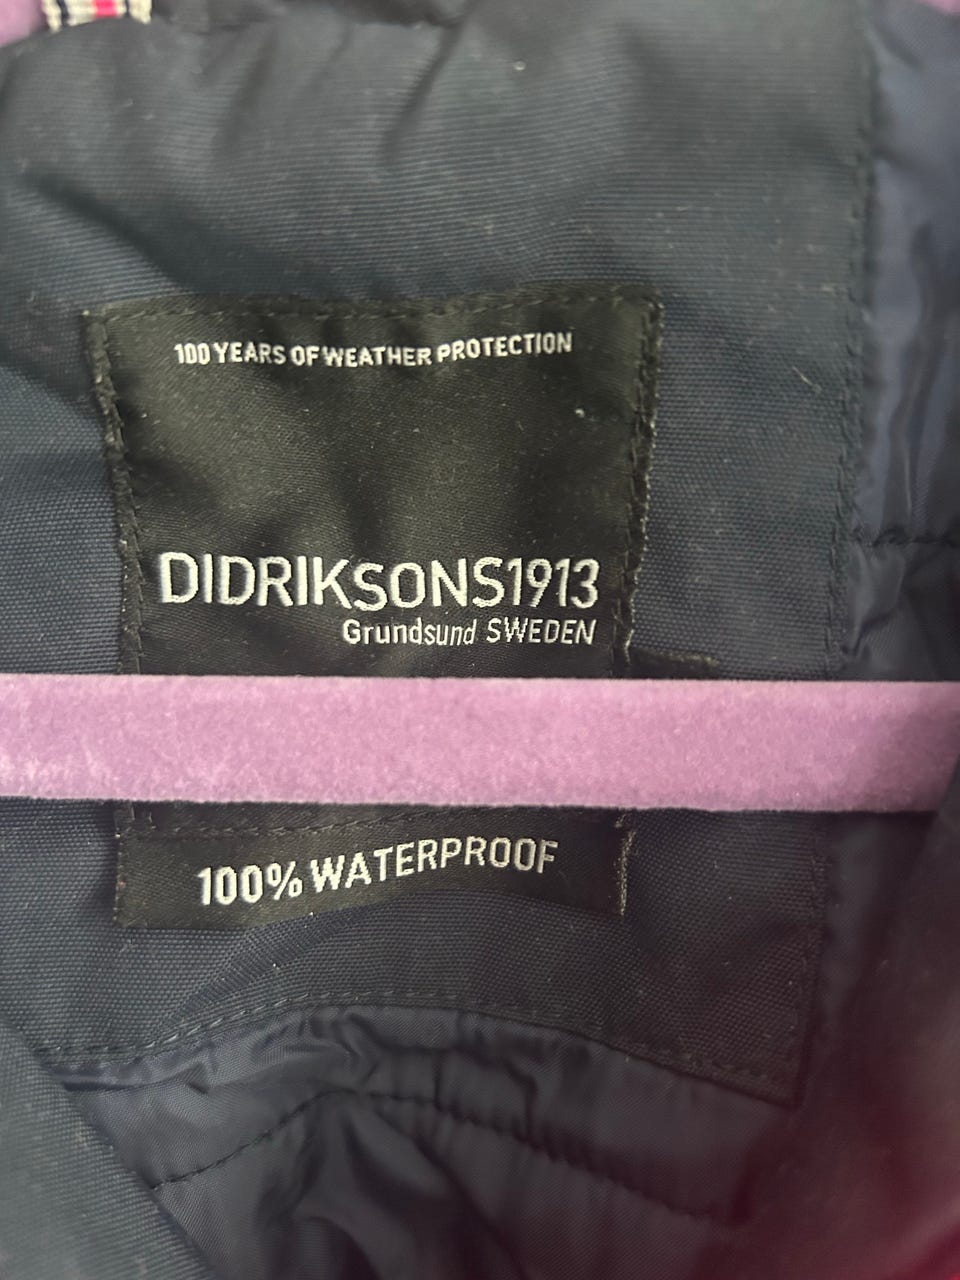 100 YEARS OF WEATHER PROTECTION
DIDRIKSONS1913
Grundsund SWEDEN
100% WATERPROOF